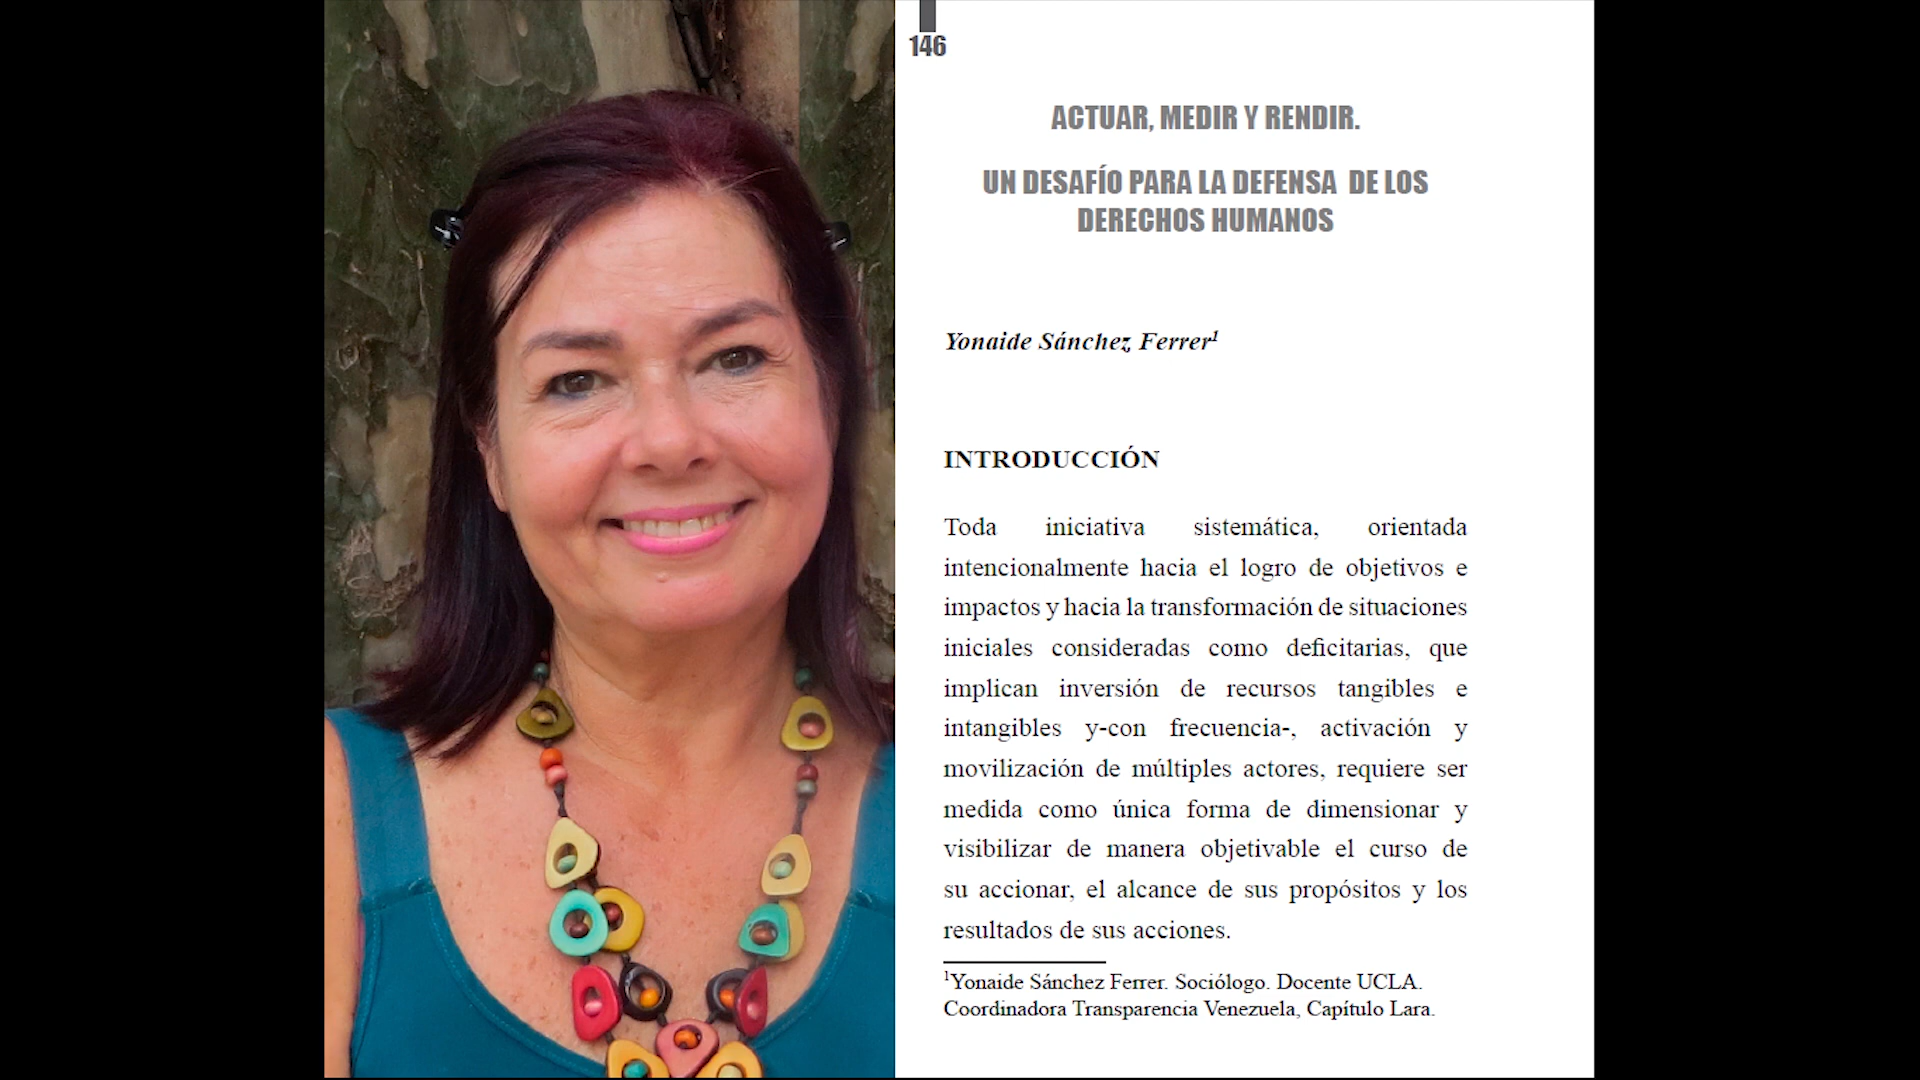 146
ACTUAR, MEDIR Y RENDIR.
UN DESAFÍO PARA LA DEFENSA DE LOS
DERECHOS HUMANOS
Yonaide Sánchez Ferrer¹
INTRODUCCIÓN
Toda iniciativa sistemática, orientada
intencionalmente hacia el logro de objetivos e
impactos y hacia la transformación de situaciones
iniciales consideradas como deficitarias, que
implican inversión de recursos tangibles e
intangibles y-con frecuencia-, activación y
movilización de múltiples actores, requiere ser
medida como única forma de dimensionar y
visibilizar de manera objetivable el curso de
su accionar, el alcance de sus propósitos y los
resultados de sus acciones.
¹Yonaide Sánchez Ferrer. Sociólogo. Docente UCLA.
Coordinadora Transparencia Venezuela, Capítulo Lara.